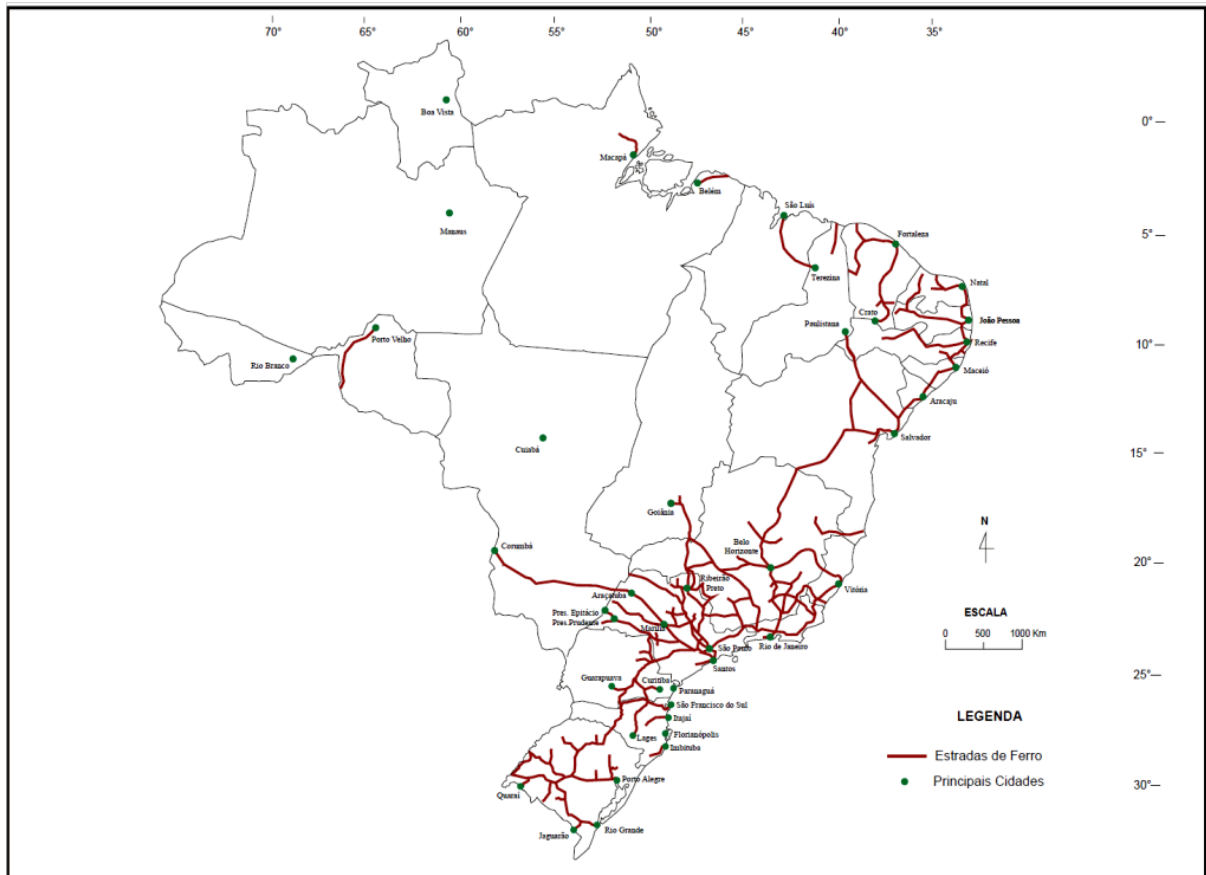 70° 65° 60° 55° 50° 45° 40° 35°
Boa Vista
0°
Macapá
Belém
São Luís
Manaus
Fortaleza
5°
Terezina
Natal
Crato
Paulistana
João Pessoa
Porto Velho
Recife
10°
Rio Branco
Maceió
Aracaju
Cuiabá
Salvador
15°
Goiânia
N
Belo
Horizonte
Corumbá
20°
Ribeirão
Preto
Araçatuba
Vitória
Pres. Epitácio
Pres.Prudente
Marília
ESCALA
0 500 1000 Km
São Paulo
Rio de Janeiro
Santos
Guarapuava
Curitiba
25°
Paranaguá
São Francisco do Sul
Itajaí
LEGENDA
Lages
Florianópolis
Imbituba
Estradas de Ferro
Porto Alegre
Principais Cidades
30°
Quaraí
Jaguarão
Rio Grande